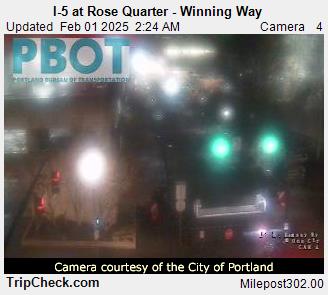 I-5 at Rose Quarter - Winning Way
Updated Feb 01 2025 2:24 AM Camera 4
PBOT
PORTLAND BUREAU OF TRANSPORTATION
Camera courtesy of the City of Portland
TripCheck.com Milepost302.00